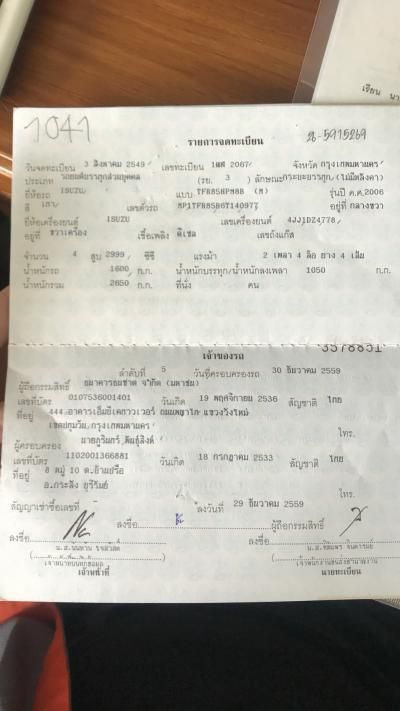 เรียน นา
1041
รายการจดทะเบียน
วันจดทะเบียน 3 สิงหาคม 2549 เลขทะเบียน 2067 จังหวัด กรุงเทพมหานคร
ประเภท รถยนต์บรรทุกส่วนบุคคล (รย. 3 ) ลักษณะ กระบะบรรทุก/(ไม่มีหลังคา)
ยี่ห้อรถ ISUZU แบบ TFR85HPM8B (M) รุ่นปี ค.ศ.2006
สี เทา เลขตัวรถ MP1TFR85B6T140977 อยู่ที่ กลางขวา
ยี่ห้อเครื่องยนต์ ISUZU เลขเครื่องยนต์ 4JJ1DZ4778
อยู่ที่ ขวาเครื่อง เชื้อเพลิง ดีเซล เลขถังแก๊ส
จำนวน 4 สูบ 2999 ซีซี แรงม้า 2 เพลา 4 ล้อ ยาง 4 เส้น
น้ำหนักรถ 1600 ก.ก. น้ำหนักบรรทุก/น้ำหนักลงเพลา 1050 ก.ก.
น้ำหนักรวม 2650 ก.ก. ที่นั่ง คน
เจ้าของรถ
ลำดับที่ 5 วันที่ครอบครองรถ 30 ธันวาคม 2559
ผู้ถือกรรมสิทธิ์ ธนาคารธนชาต จำกัด (มหาชน)
เลขที่บัตร 0107536001401 วันเกิด 19 พฤศจิกายน 2536 สัญชาติ ไทย
ที่อยู่ 444 อาคารเอ็มบีเคทาวเวอร์ ถนนพญาไท แขวงวังใหม่
เขตปทุมวัน กรุงเทพมหานคร โทร.
ผู้ครอบครอง
เลขที่บัตร 1102001366881 วันเกิด 18 กรกฎาคม 2533 สัญชาติ ไทย
ที่อยู่ 8 หมู่ 10
อ.กระสัง บุรีรัมย์ โทร.
สัญญาเช่าซื้อเลขที่ - ลงวันที่ 29 ธันวาคม 2559
ลงชื่อ ผู้ถือกรรมสิทธิ์
ลงชื่อ ลงชื่อ
เจ้าหน้าที่ นายทะเบียน